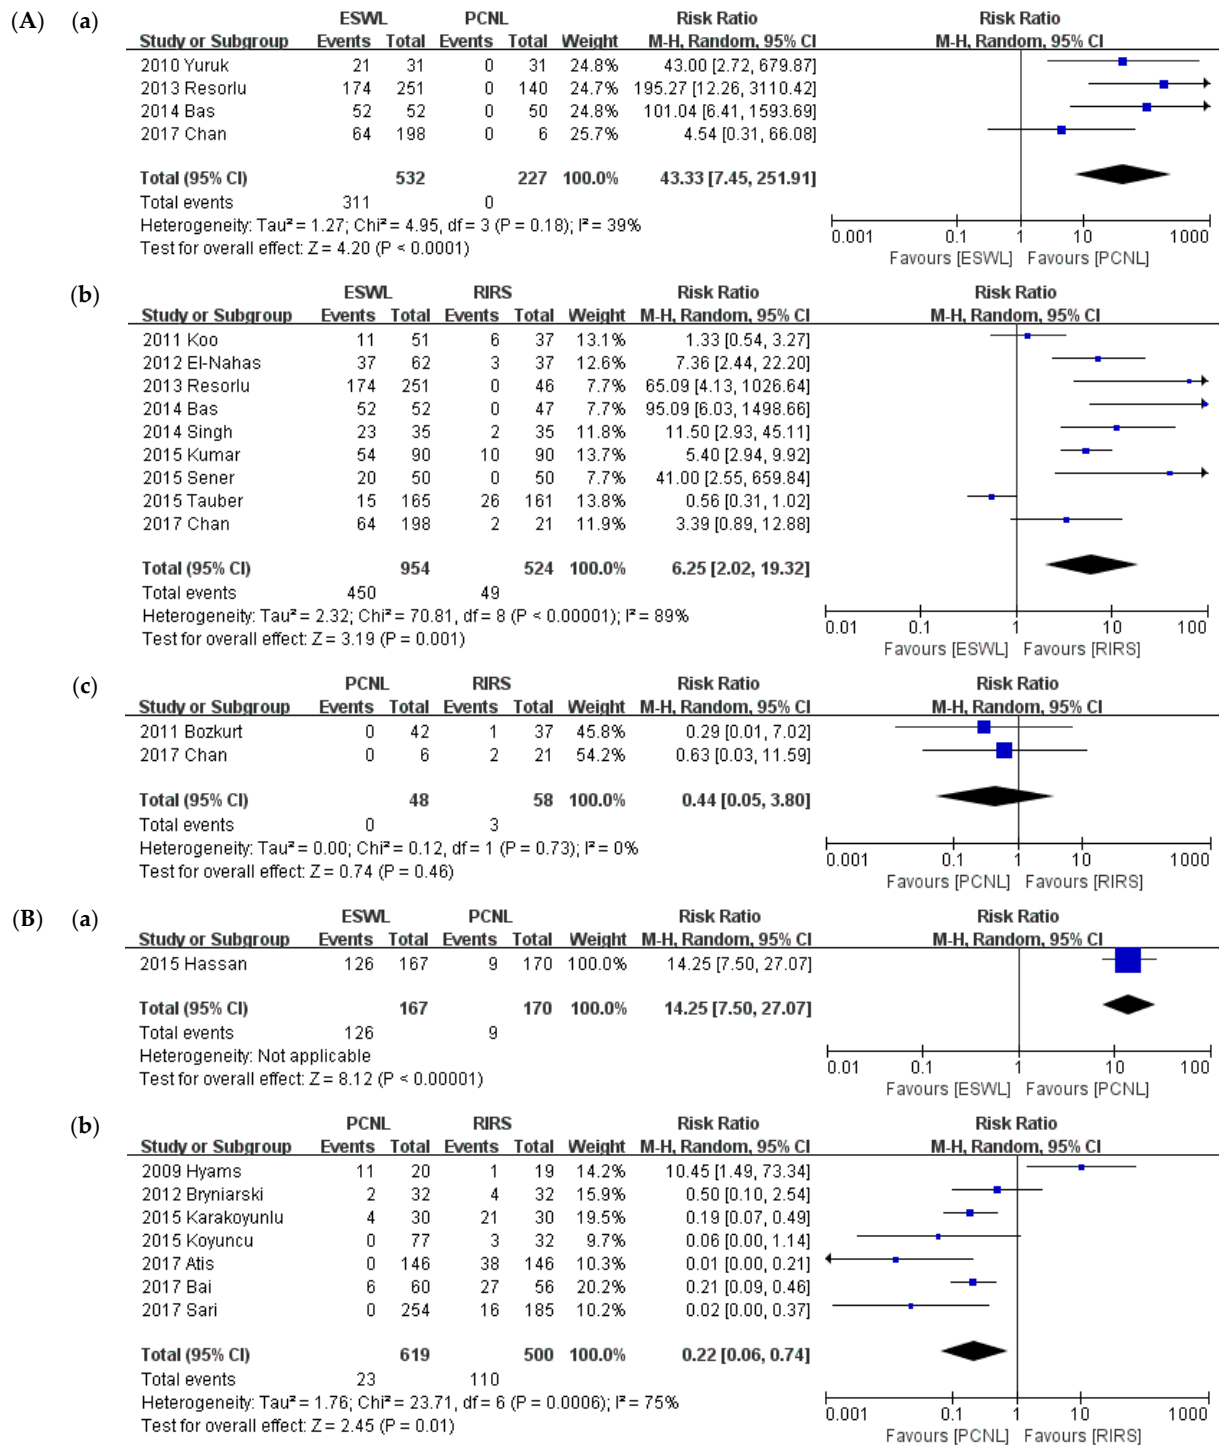 (A) (a) ESWL PCNL Risk Ratio Risk Ratio
Study or Subgroup Events Total Events Total Weight M-H, Random, 95% CI M-H, Random, 95% CI
2010 Yuruk 21 31 0 31 24.8% 43.00 [2.72, 679.87]
2013 Resorlu 174 251 0 140 24.7% 195.27 [12.26, 3110.42]
2014 Bas 52 52 0 50 24.8% 101.04 [6.41, 1593.69]
2017 Chan 64 198 0 6 25.7% 4.54 [0.31, 66.08]
Total (95% CI) 532 227 100.0% 43.33 [7.45, 251.91]
Total events 311 0
Heterogeneity: Tau² = 1.27; Chi² = 4.95, df = 3 (P = 0.18); I² = 39%
Test for overall effect: Z = 4.20 (P < 0.0001)
0.001 0.1 1 10 1000
Favours [ESWL] Favours [PCNL]
(b) ESWL RIRS Risk Ratio Risk Ratio
Study or Subgroup Events Total Events Total Weight M-H, Random, 95% CI M-H, Random, 95% CI
2011 Koo 11 51 6 37 13.1% 1.33 [0.54, 3.27]
2012 El-Nahas 37 62 3 37 12.6% 7.36 [2.44, 22.20]
2013 Resorlu 174 251 0 46 7.7% 65.09 [4.13, 1026.64]
2014 Bas 52 52 0 47 7.7% 95.09 [6.03, 1498.66]
2014 Singh 23 35 2 35 11.8% 11.50 [2.93, 45.11]
2015 Kumar 54 90 10 90 13.7% 5.40 [2.94, 9.92]
2015 Sener 20 50 0 50 7.7% 41.00 [2.55, 659.84]
2015 Tauber 15 165 26 161 13.8% 0.56 [0.31, 1.02]
2017 Chan 64 198 2 21 11.9% 3.39 [0.89, 12.88]
Total (95% CI) 954 524 100.0% 6.25 [2.02, 19.32]
Total events 450 49
Heterogeneity: Tau² = 2.32; Chi² = 70.81, df = 8 (P < 0.00001); I² = 89%
Test for overall effect: Z = 3.19 (P = 0.001)
0.01 0.1 1 10 100
Favours [ESWL] Favours [RIRS]
(c) PCNL RIRS Risk Ratio Risk Ratio
Study or Subgroup Events Total Events Total Weight M-H, Random, 95% CI M-H, Random, 95% CI
2011 Bozkurt 0 42 1 37 45.8% 0.29 [0.01, 7.02]
2017 Chan 0 6 2 21 54.2% 0.63 [0.03, 11.59]
Total (95% CI) 48 58 100.0% 0.44 [0.05, 3.80]
Total events 0 3
Heterogeneity: Tau² = 0.00; Chi² = 0.12, df = 1 (P = 0.73); I² = 0%
Test for overall effect: Z = 0.74 (P = 0.46)
0.001 0.1 1 10 1000
Favours [PCNL] Favours [RIRS]
(B) (a) ESWL PCNL Risk Ratio Risk Ratio
Study or Subgroup Events Total Events Total Weight M-H, Random, 95% CI M-H, Random, 95% CI
2015 Hassan 126 167 9 170 100.0% 14.25 [7.50, 27.07]
Total (95% CI) 167 170 100.0% 14.25 [7.50, 27.07]
Total events 126 9
Heterogeneity: Not applicable
Test for overall effect: Z = 8.12 (P < 0.00001)
0.01 0.1 1 10 100
Favours [ESWL] Favours [PCNL]
(b) PCNL RIRS Risk Ratio Risk Ratio
Study or Subgroup Events Total Events Total Weight M-H, Random, 95% CI M-H, Random, 95% CI
2009 Hyams 11 20 1 19 14.2% 10.45 [1.49, 73.34]
2012 Bryniarski 2 32 4 32 15.9% 0.50 [0.10, 2.54]
2015 Karakoyunlu 4 30 21 30 19.5% 0.19 [0.07, 0.49]
2015 Koyuncu 0 77 3 32 9.7% 0.06 [0.00, 1.14]
2017 Atis 0 146 38 146 10.3% 0.01 [0.00, 0.21]
2017 Bai 6 60 27 56 20.2% 0.21 [0.09, 0.46]
2017 Sari 0 254 16 185 10.2% 0.02 [0.00, 0.37]
Total (95% CI) 619 500 100.0% 0.22 [0.06, 0.74]
Total events 23 110
Heterogeneity: Tau² = 1.76; Chi² = 23.71, df = 6 (P = 0.0006); I² = 75%
Test for overall effect: Z = 2.45 (P = 0.01)
0.001 0.1 1 10 1000
Favours [PCNL] Favours [RIRS]